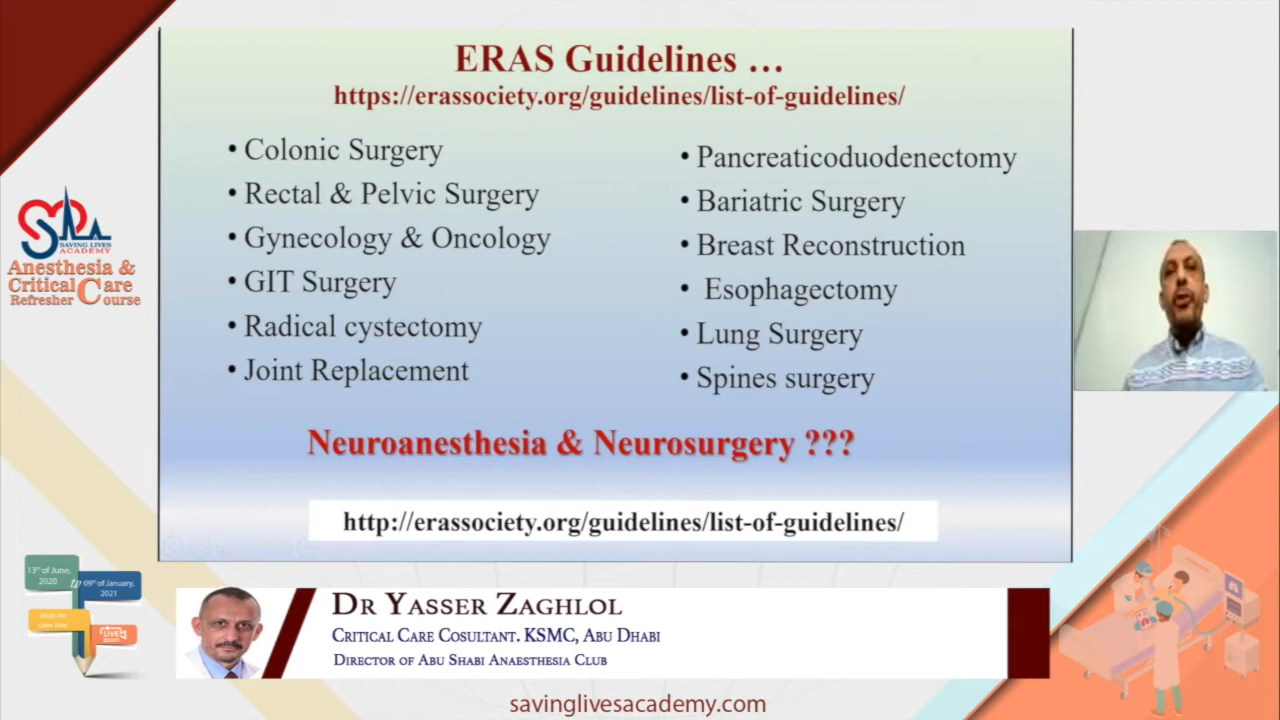 ERAS Guidelines …
https://erassociety.org/guidelines/list-of-guidelines/
• Colonic Surgery
• Rectal & Pelvic Surgery
• Gynecology & Oncology
• GIT Surgery
• Radical cystectomy
• Joint Replacement
• Pancreaticoduodenectomy
• Bariatric Surgery
• Breast Reconstruction
• Esophagectomy
• Lung Surgery
• Spines surgery
Neuroanesthesia & Neurosurgery ???
http://erassociety.org/guidelines/list-of-guidelines/
SAVING LIVES
ACADEMY
Anesthesia &
Critical Care
Refresher Course
13th of June,
2020
to
09th of January,
2021
LIVE
DR YASSER ZAGHLOL
CRITICAL CARE COSULTANT. KSMC, ABU DHABI
DIRECTOR OF ABU SHABI ANAESTHESIA CLUB
savinglivesacademy.com